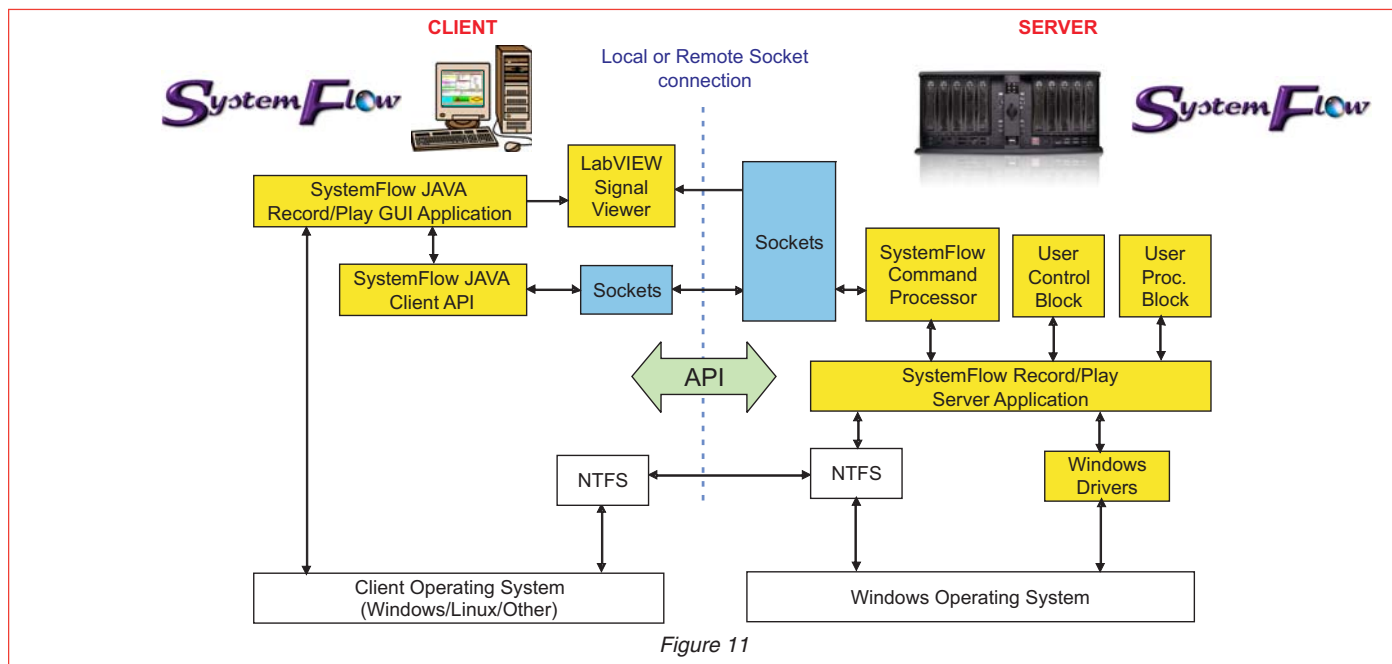 CLIENT
SERVER
Local or Remote Socket
connection
SystemFlow
SystemFlow
SystemFlow JAVA
Record/Play GUI Application
LabVIEW
Signal
Viewer
Sockets
SystemFlow JAVA
Client API
Sockets
SystemFlow
Command
Processor
User
Control
Block
User
Proc.
Block
API
SystemFlow Record/Play
Server Application
NTFS
NTFS
Windows
Drivers
Client Operating System
(Windows/Linux/Other)
Windows Operating System
Figure 11